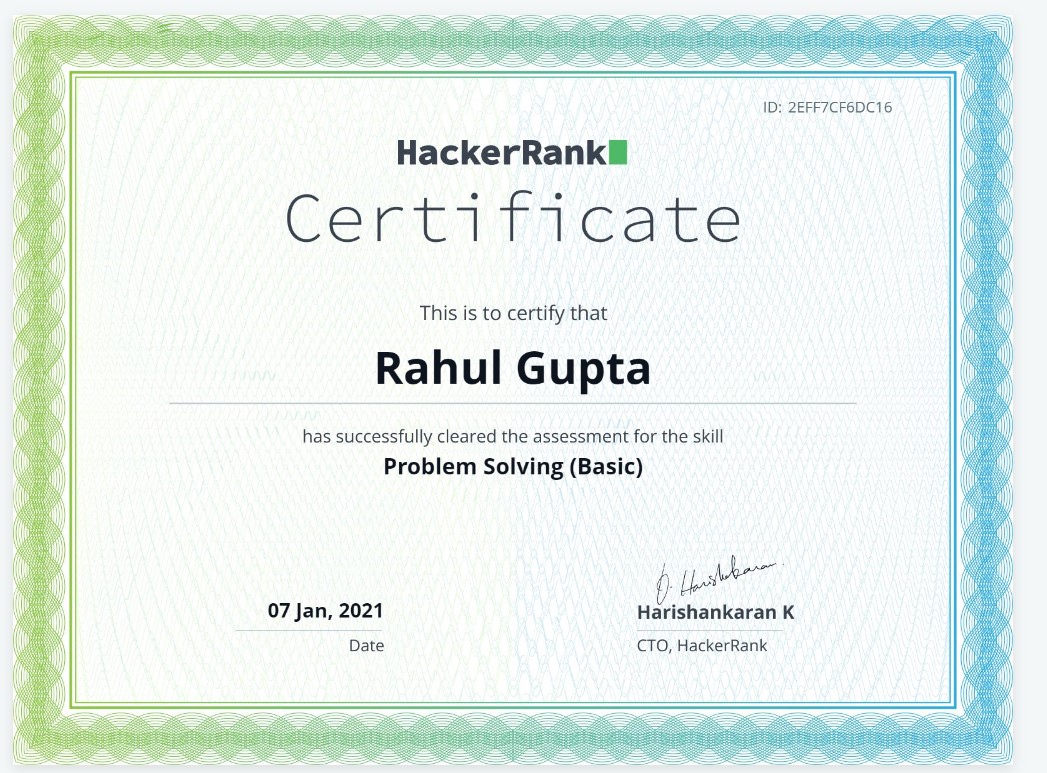 ID: 2EFF7CF6DC16
HackerRank
Certificate
This is to certify that
Rahul Gupta
has successfully cleared the assessment for the skill
Problem Solving (Basic)
07 Jan, 2021
Date
Harishankaran K
CTO, HackerRank